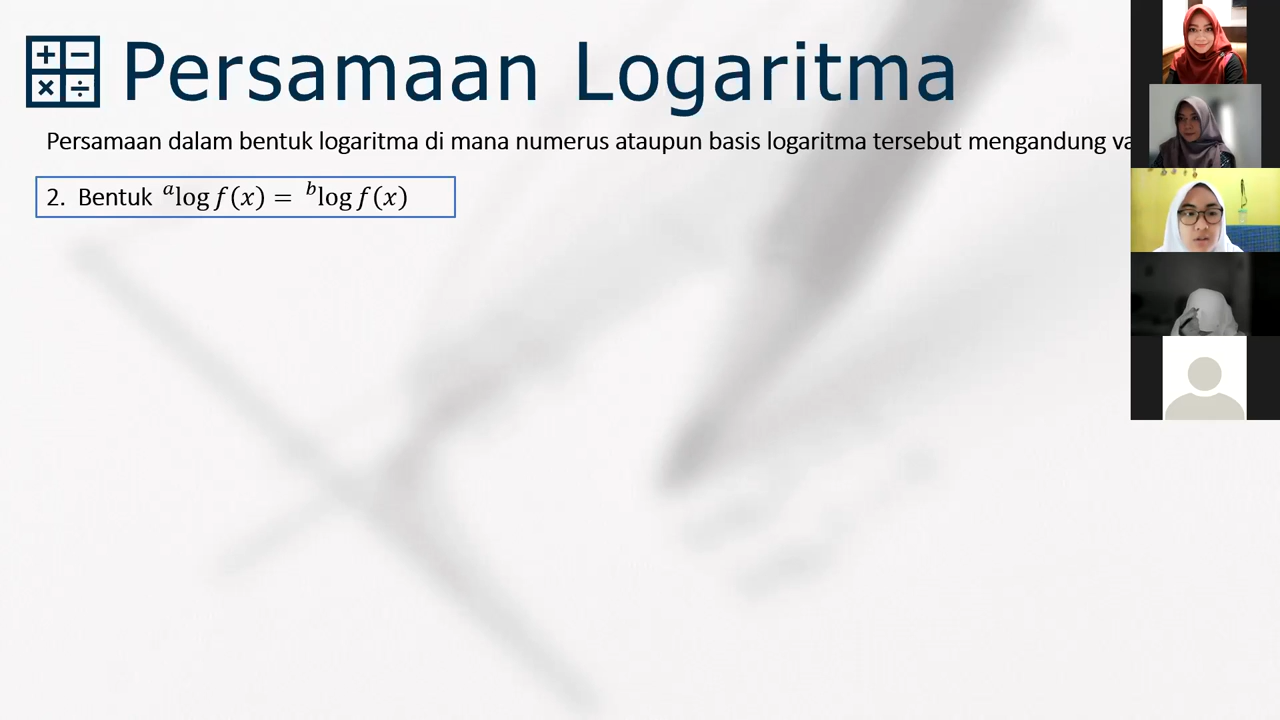 Persamaan Logaritma
Persamaan dalam bentuk logaritma di mana numerus ataupun basis logaritma tersebut mengandung
2. Bentuk ᵃlog f(x) = ᵇlog f(x)